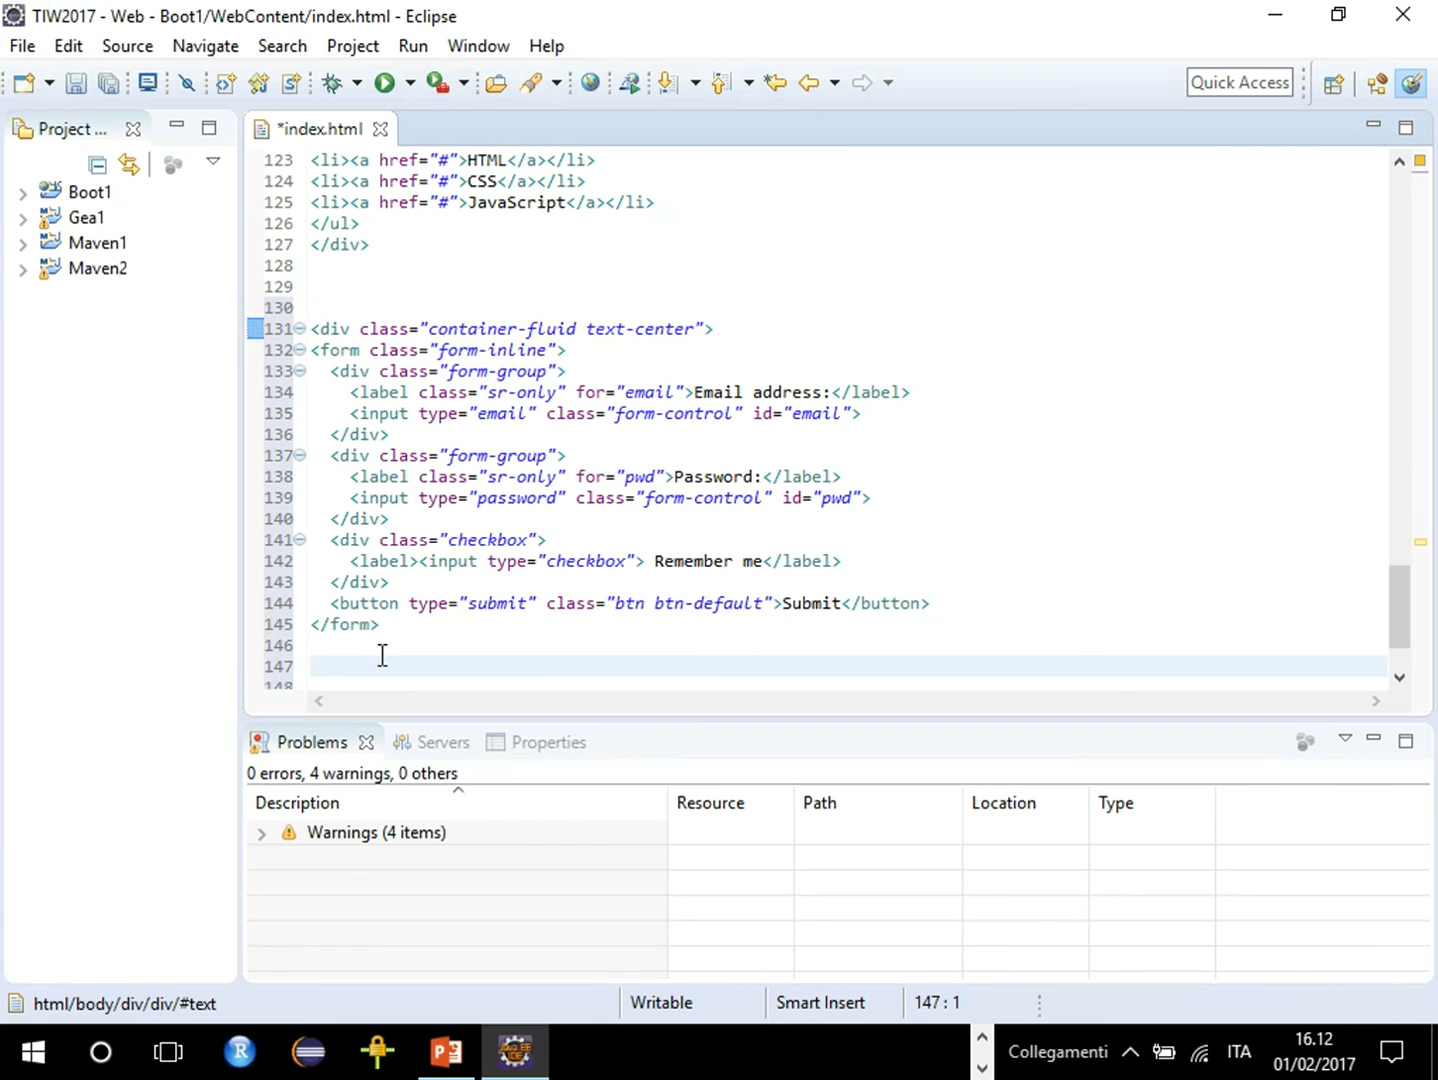 TIW2017 - Web - Boot1/WebContent/index.html - Eclipse
File Edit Source Navigate Search Project Run Window Help
Quick Access
Project ...
*index.html
Boot1
Gea1
Maven1
Maven2
123 <li><a href="#">HTML</a></li>
124 <li><a href="#">CSS</a></li>
125 <li><a href="#">JavaScript</a></li>
126 </ul>
127 </div>
128
129
130
131 <div class="container-fluid text-center">
132 <form class="form-inline">
133 <div class="form-group">
134 <label class="sr-only" for="email">Email address:</label>
135 <input type="email" class="form-control" id="email">
136 </div>
137 <div class="form-group">
138 <label class="sr-only" for="pwd">Password:</label>
139 <input type="password" class="form-control" id="pwd">
140 </div>
141 <div class="checkbox">
142 <label><input type="checkbox"> Remember me</label>
143 </div>
144 <button type="submit" class="btn btn-default">Submit</button>
145 </form>
146
147
148
Problems Servers Properties
0 errors, 4 warnings, 0 others
Description Resource Path Location Type
Warnings (4 items)
html/body/div/div/#text Writable Smart Insert 147 : 1
R
Java EE
IDE
Collegamenti ITA
16.12
01/02/2017